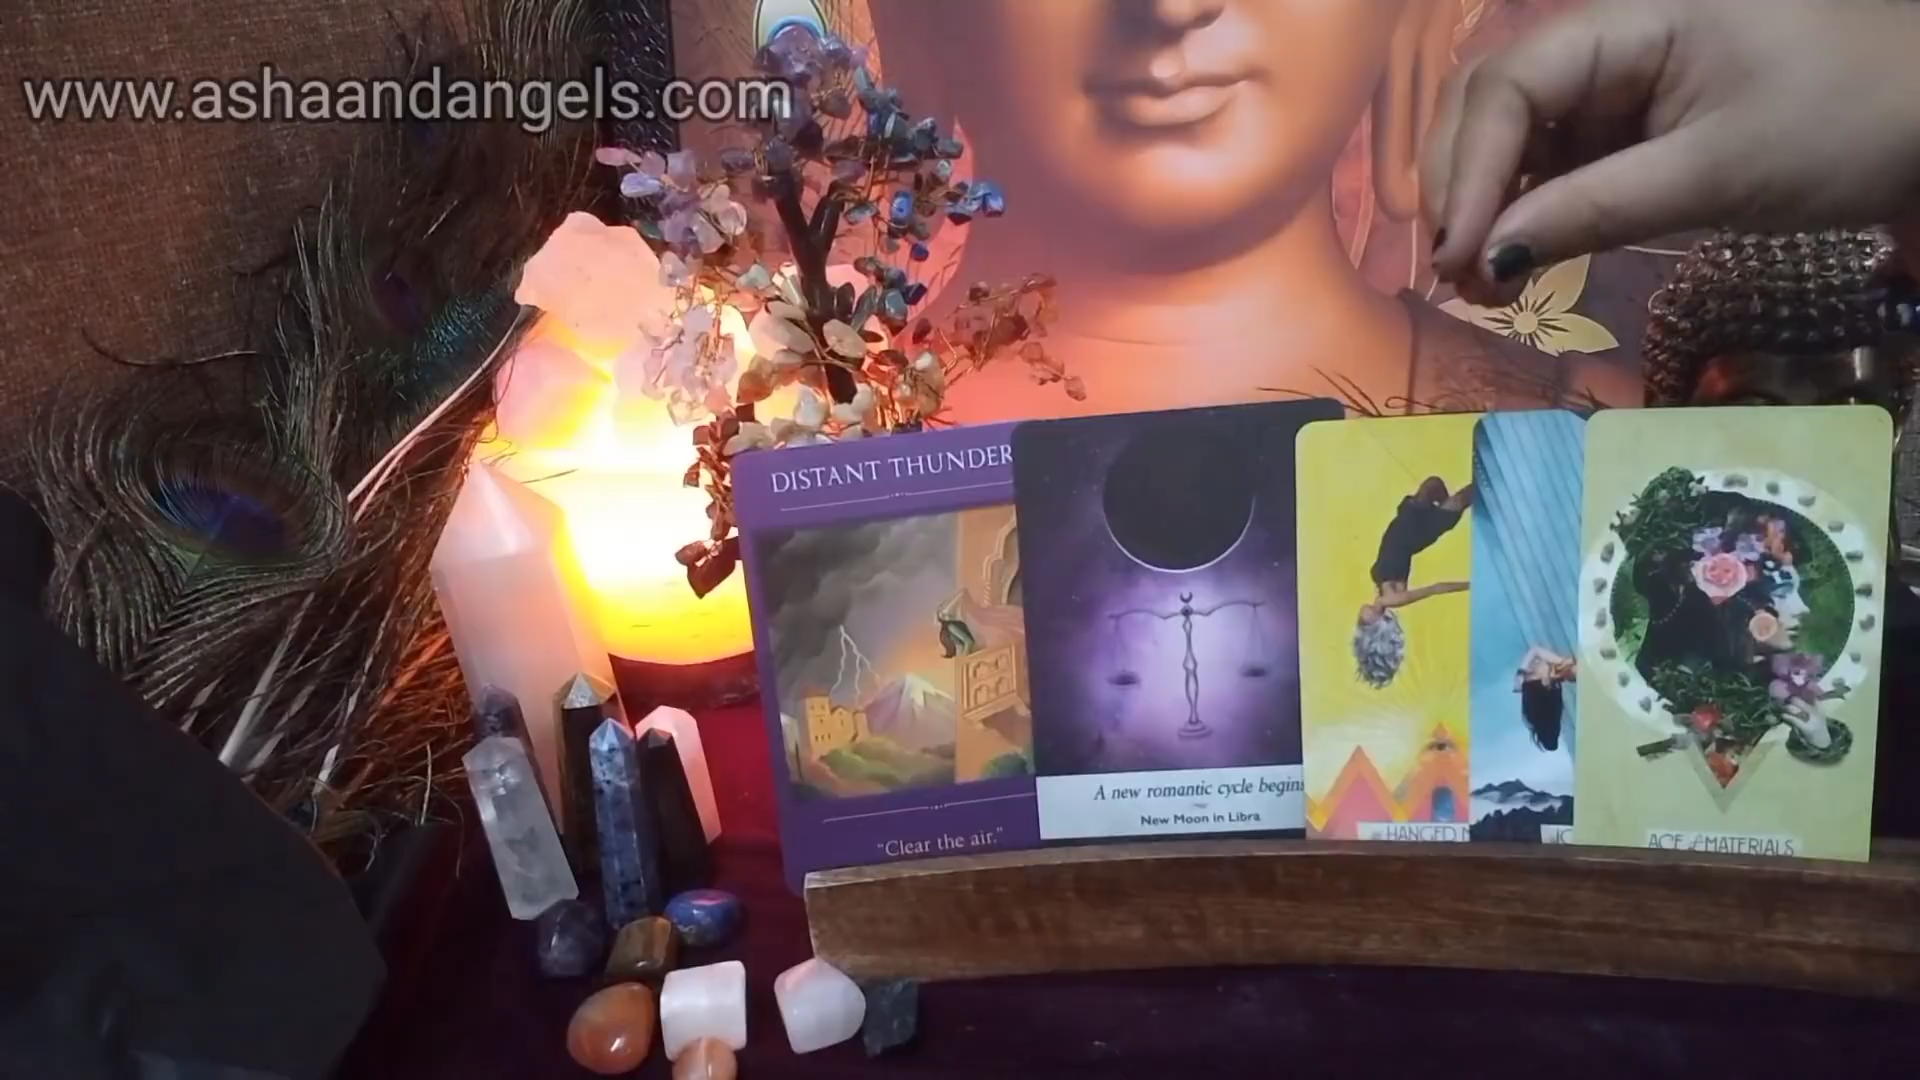 www.ashaandangels.com
DISTANT THUNDER
"Clear the air."
A new romantic cycle begins
New Moon in Libra
HANGED
ACE of MATERIALS